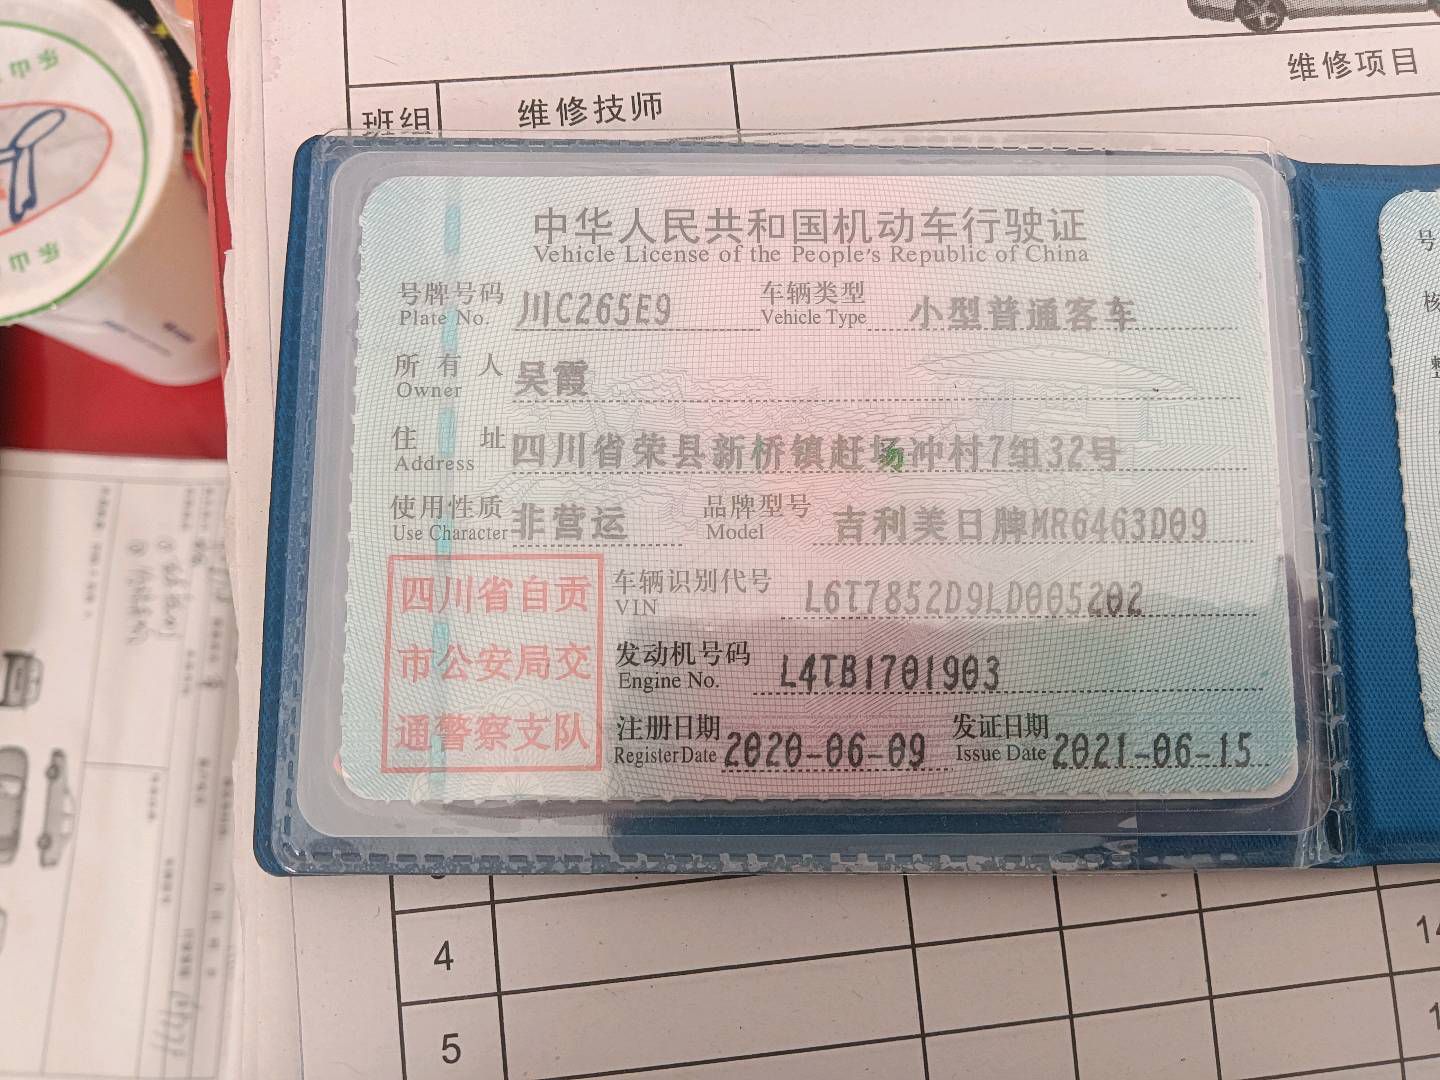 维修项目
班组 维修技师
中华人民共和国机动车行驶证
Vehicle License of the People's Republic of China
号牌号码 川C265E9 车辆类型 小型普通客车
Plate No. Vehicle Type
所有人 吴霞
Owner
住址 四川省荣县新桥镇赶场冲村7组32号
Address
使用性质 非营运 品牌型号 吉利美日牌MR6463D09
Use Character Model
四川省自贡
市公安局交
通警察支队
车辆识别代号 L6T7852D9LD005202
VIN
发动机号码 L4TB1701903
Engine No.
注册日期 2020-06-09 发证日期 2021-06-15
Register Date Issue Date
号
核
4
5